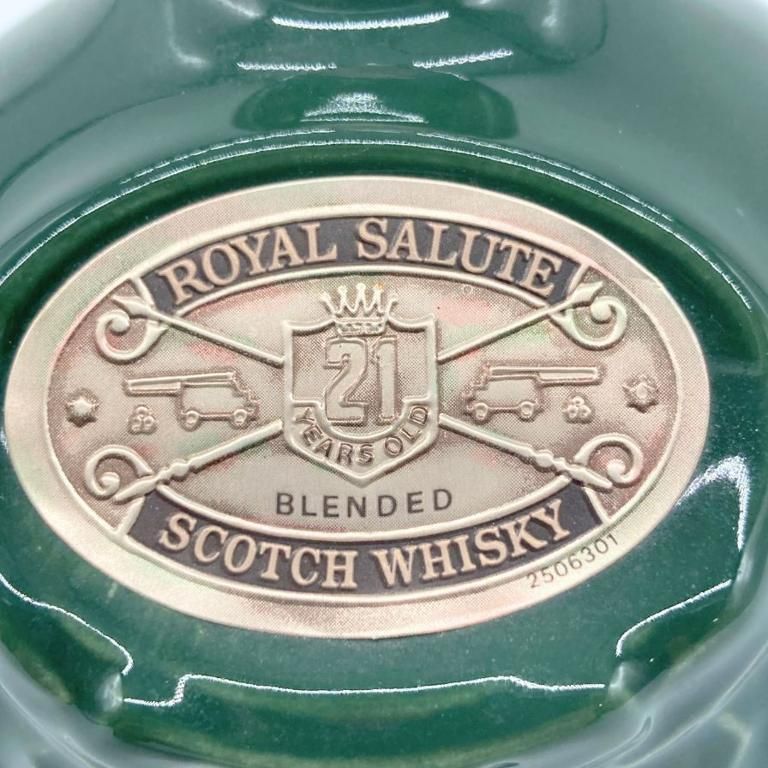 ROYAL SALUTE
21
YEARS OLD
BLENDED
SCOTCH WHISKY
2506301